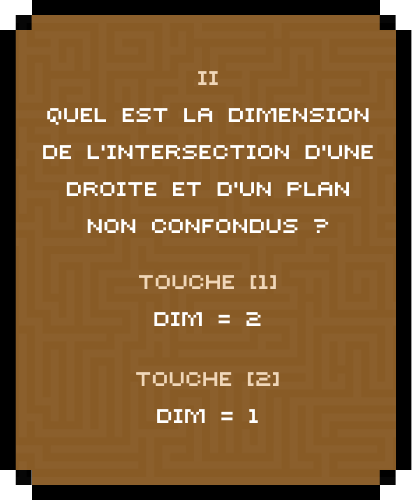 II
QUEL EST LA DIMENSION
DE L'INTERSECTION D'UNE
DROITE ET D'UN PLAN
NON CONFONDUS ?
TOUCHE [1]
DIM = 2
TOUCHE [2]
DIM = 1